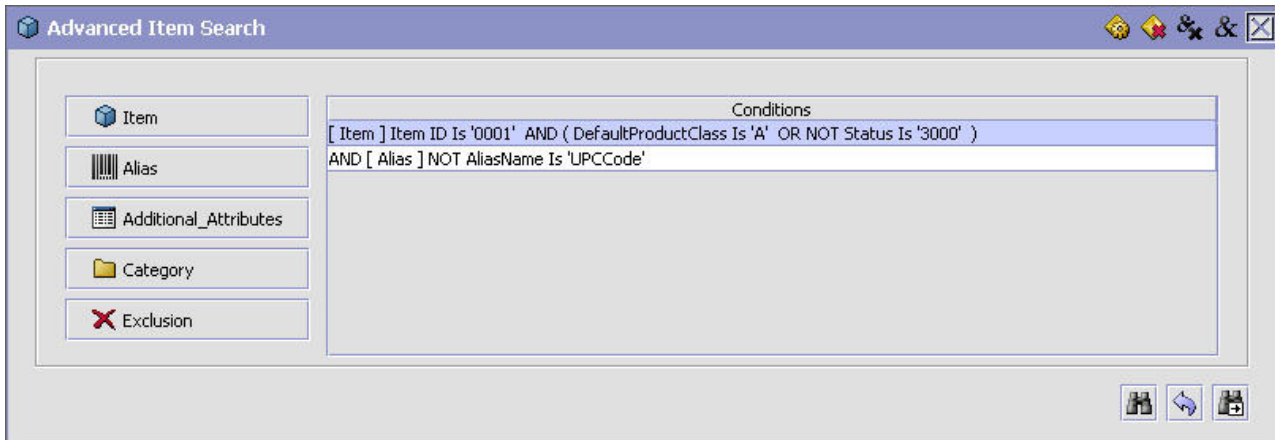 Advanced Item Search
& &
Item
Alias
Additional_Attributes
Category
Exclusion
Conditions
[ Item ] Item ID Is '0001' AND ( DefaultProductClass Is 'A' OR NOT Status Is '3000' )
AND [ Alias ] NOT AliasName Is 'UPCCode'